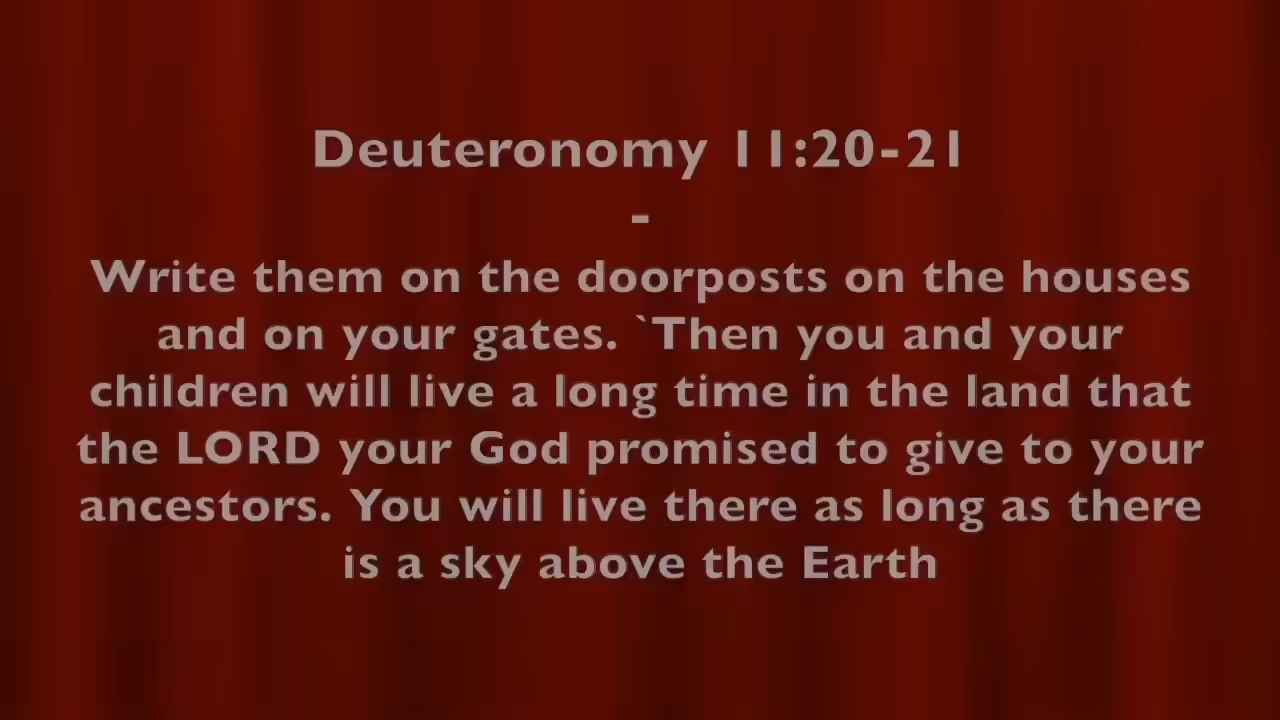 Deuteronomy 11:20-21
-
Write them on the doorposts on the houses
and on your gates. `Then you and your
children will live a long time in the land that
the LORD your God promised to give to your
ancestors. You will live there as long as there
is a sky above the Earth